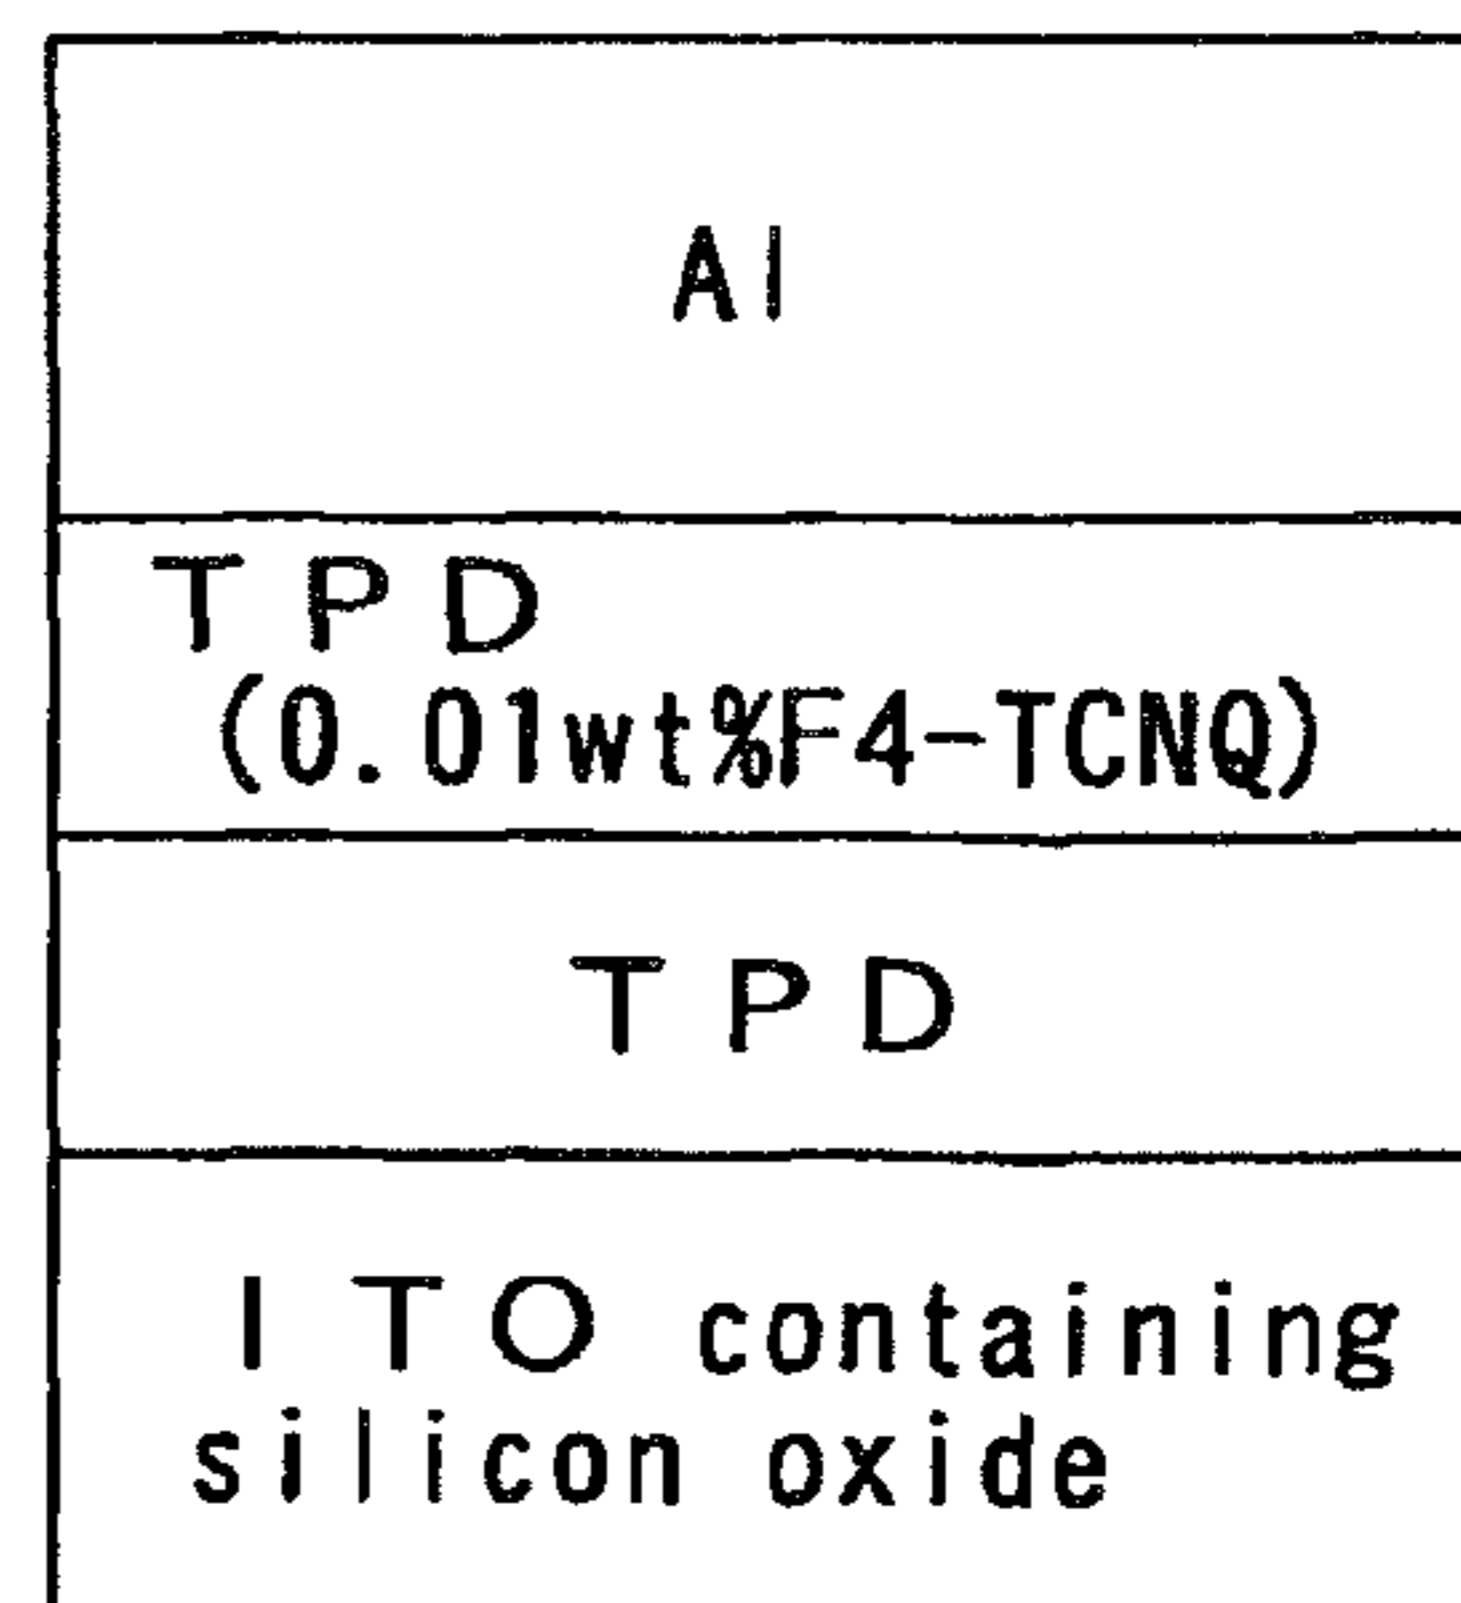 Al
TPD
(0.01wt%F4-TCNQ)
TPD
ITO containing
silicon oxide